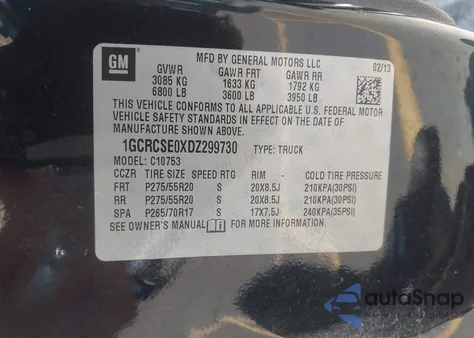 GM
MFD BY GENERAL MOTORS LLC
02/13
GVWR GAWR FRT GAWR RR
3085 KG 1633 KG 1792 KG
6800 LB 3600 LB 3950 LB
THIS VEHICLE CONFORMS TO ALL APPLICABLE U.S. FEDERAL MOTOR
VEHICLE SAFETY AND THEFT PREVENTION STANDARDS IN EFFECT ON
THE DATE OF MANUFACTURE SHOWN ABOVE.
1GCRCSE0XDZ299730 TYPE: TRUCK
MODEL: C10753
CCZR TIRE SIZE SPEED RTG RIM - COLD TIRE PRESSURE
FRT P275/55R20 S 20X8.5J 210KPA(30PSI)
RR P275/55R20 S 20X8.5J 210KPA(30PSI)
SPA P265/70R17 S 17X7.5J 240KPA(35PSI)
SEE OWNER'S MANUAL FOR MORE INFORMATION.
autoSnap